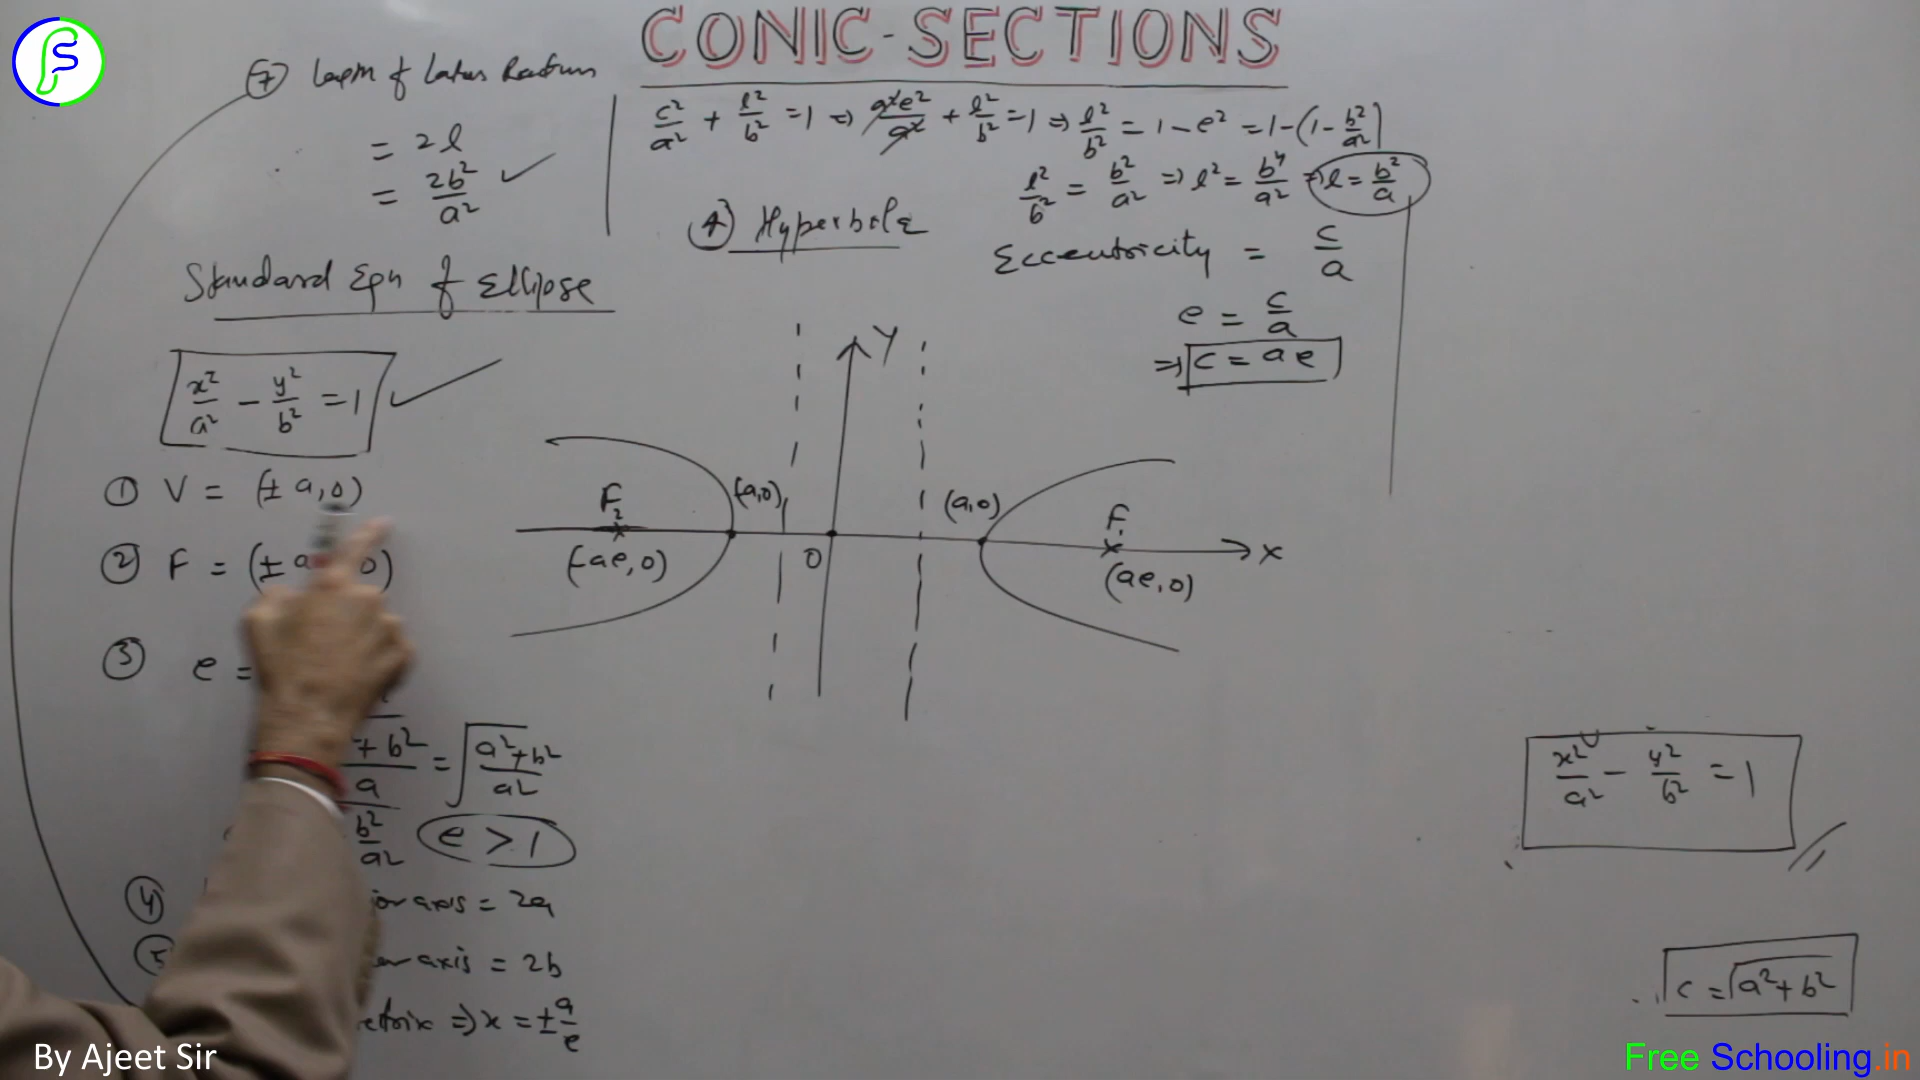 CONIC-SECTIONS
⑦ Length of Latus Rectum
= 2l
= 2b²/a² ✓
c²/a² + l²/b² = 1 => a²e²/a² + l²/b² = 1 => l²/b² = 1 - e² = 1 - (1 - b²/a²)
l²/b² = b²/a² => l² = b⁴/a² => l = b²/a
④ Hyperbola
Eccentricity = c/a
e = c/a
=> c = ae
Standard Eqn of Ellipse
x²/a² - y²/b² = 1 ✓
① V = (± a, 0)
② F = (± a 0)
③ e =
+ b²/a = √(a²+b²/a²)
b²/a² e > 1
④ jor axis = 2a
⑤ axis = 2b
=> x = ± a/e
Y
F₂
(a,0)
(a,0)
F₁
(-ae, 0)
0
(ae, 0)
X
x²/a² - y²/b² = 1
c = √a²+b²
By Ajeet Sir
Free Schooling.in